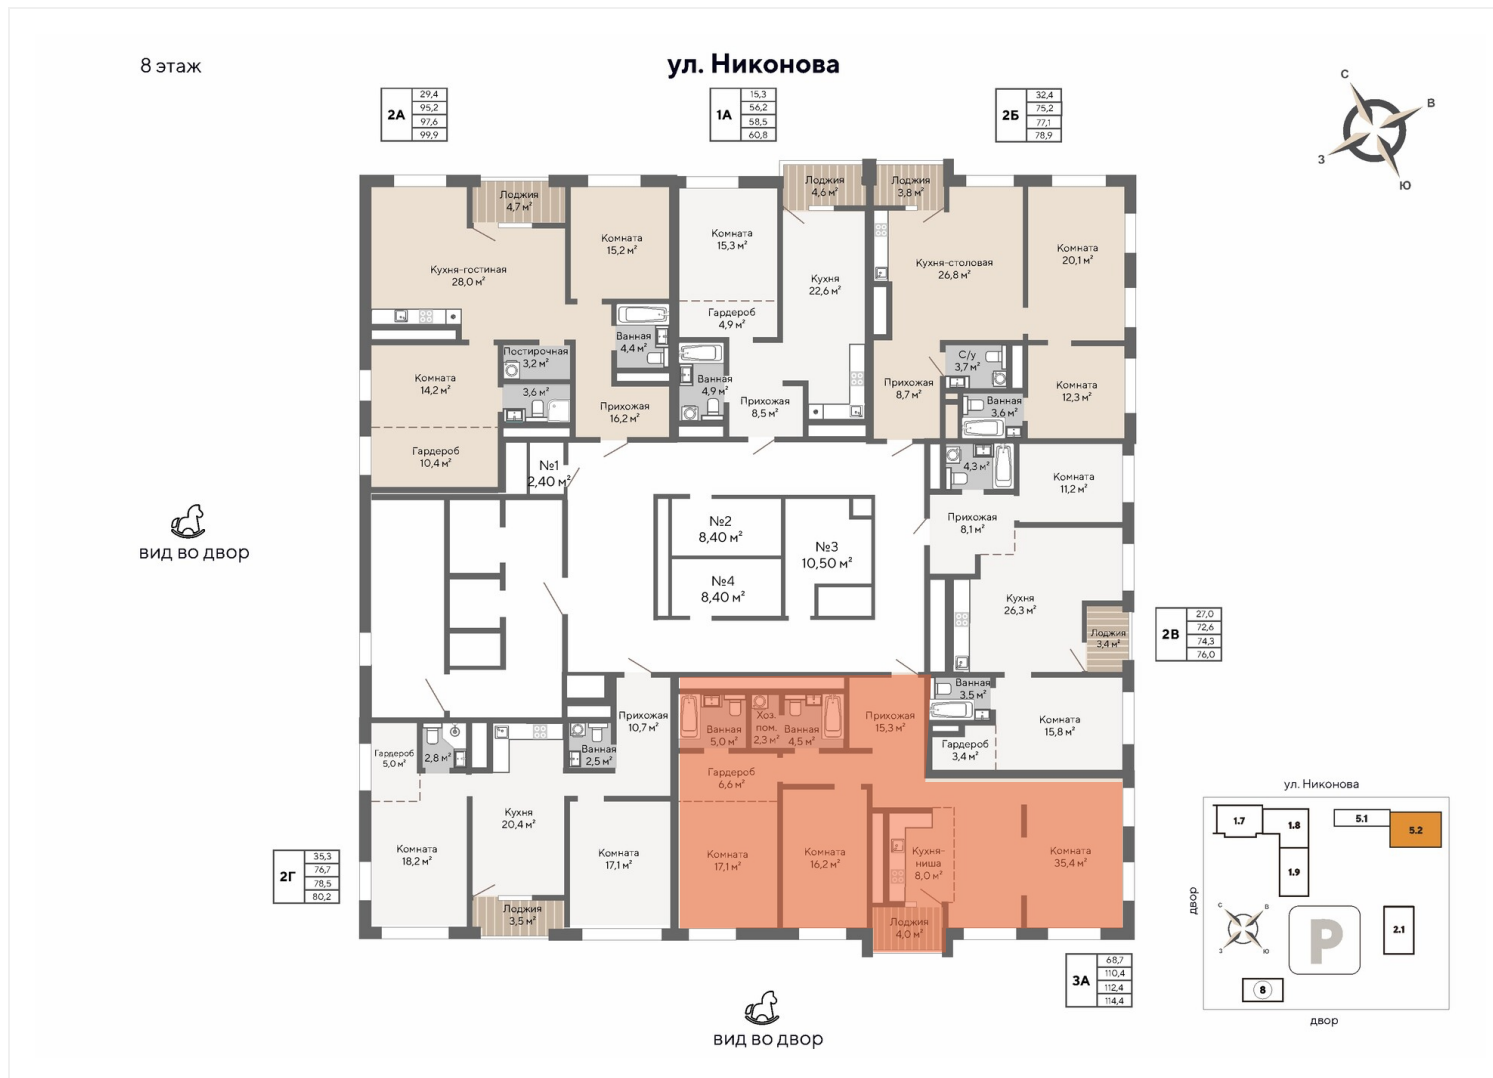 8 этаж
ул. Никонова
2А
29,4
95,2
97,6
99,9
1А
15,3
56,2
58,5
60,8
2Б
32,4
75,2
77,1
78,9
С
В
З
Ю
Лоджия
4,7 м²
Комната
15,2 м²
Кухня-гостиная
28,0 м²
Ванная
4,4 м²
Постирочная
3,2 м²
3,6 м²
Комната
14,2 м²
Гардероб
10,4 м²
Прихожая
16,2 м²
Комната
15,3 м²
Гардероб
4,9 м²
Лоджия
4,6 м²
Кухня
22,6 м²
Ванная
4,9 м²
Прихожая
8,5 м²
Лоджия
3,8 м²
Кухня-столовая
26,8 м²
Комната
20,1 м²
С/у
3,7 м²
Прихожая
8,7 м²
Ванная
3,6 м²
Комната
12,3 м²
№1
2,40 м²
№2
8,40 м²
№3
10,50 м²
№4
8,40 м²
4,3 м²
Комната
11,2 м²
Прихожая
8,1 м²
Кухня
26,3 м²
Лоджия
3,4 м²
Ванная
3,5 м²
Комната
15,8 м²
Гардероб
3,4 м²
2В
27,0
72,6
74,3
76,0
вид во двор
Прихожая
10,7 м²
Гардероб
5,0 м²
2,8 м²
Ванная
2,5 м²
Кухня
20,4 м²
Комната
18,2 м²
Комната
17,1 м²
Лоджия
3,5 м²
2Г
35,3
76,7
78,5
80,2
Ванная
5,0 м²
Хоз.
пом.
2,3 м²
Ванная
4,5 м²
Прихожая
15,3 м²
Гардероб
6,6 м²
Комната
17,1 м²
Комната
16,2 м²
Кухня-
ниша
8,0 м²
Комната
35,4 м²
Лоджия
4,0 м²
3А
68,7
110,4
112,4
114,4
вид во двор
ул. Никонова
1.7
1.8
1.9
5.1
5.2
двор
С
В
З
Ю
P
2.1
8
двор